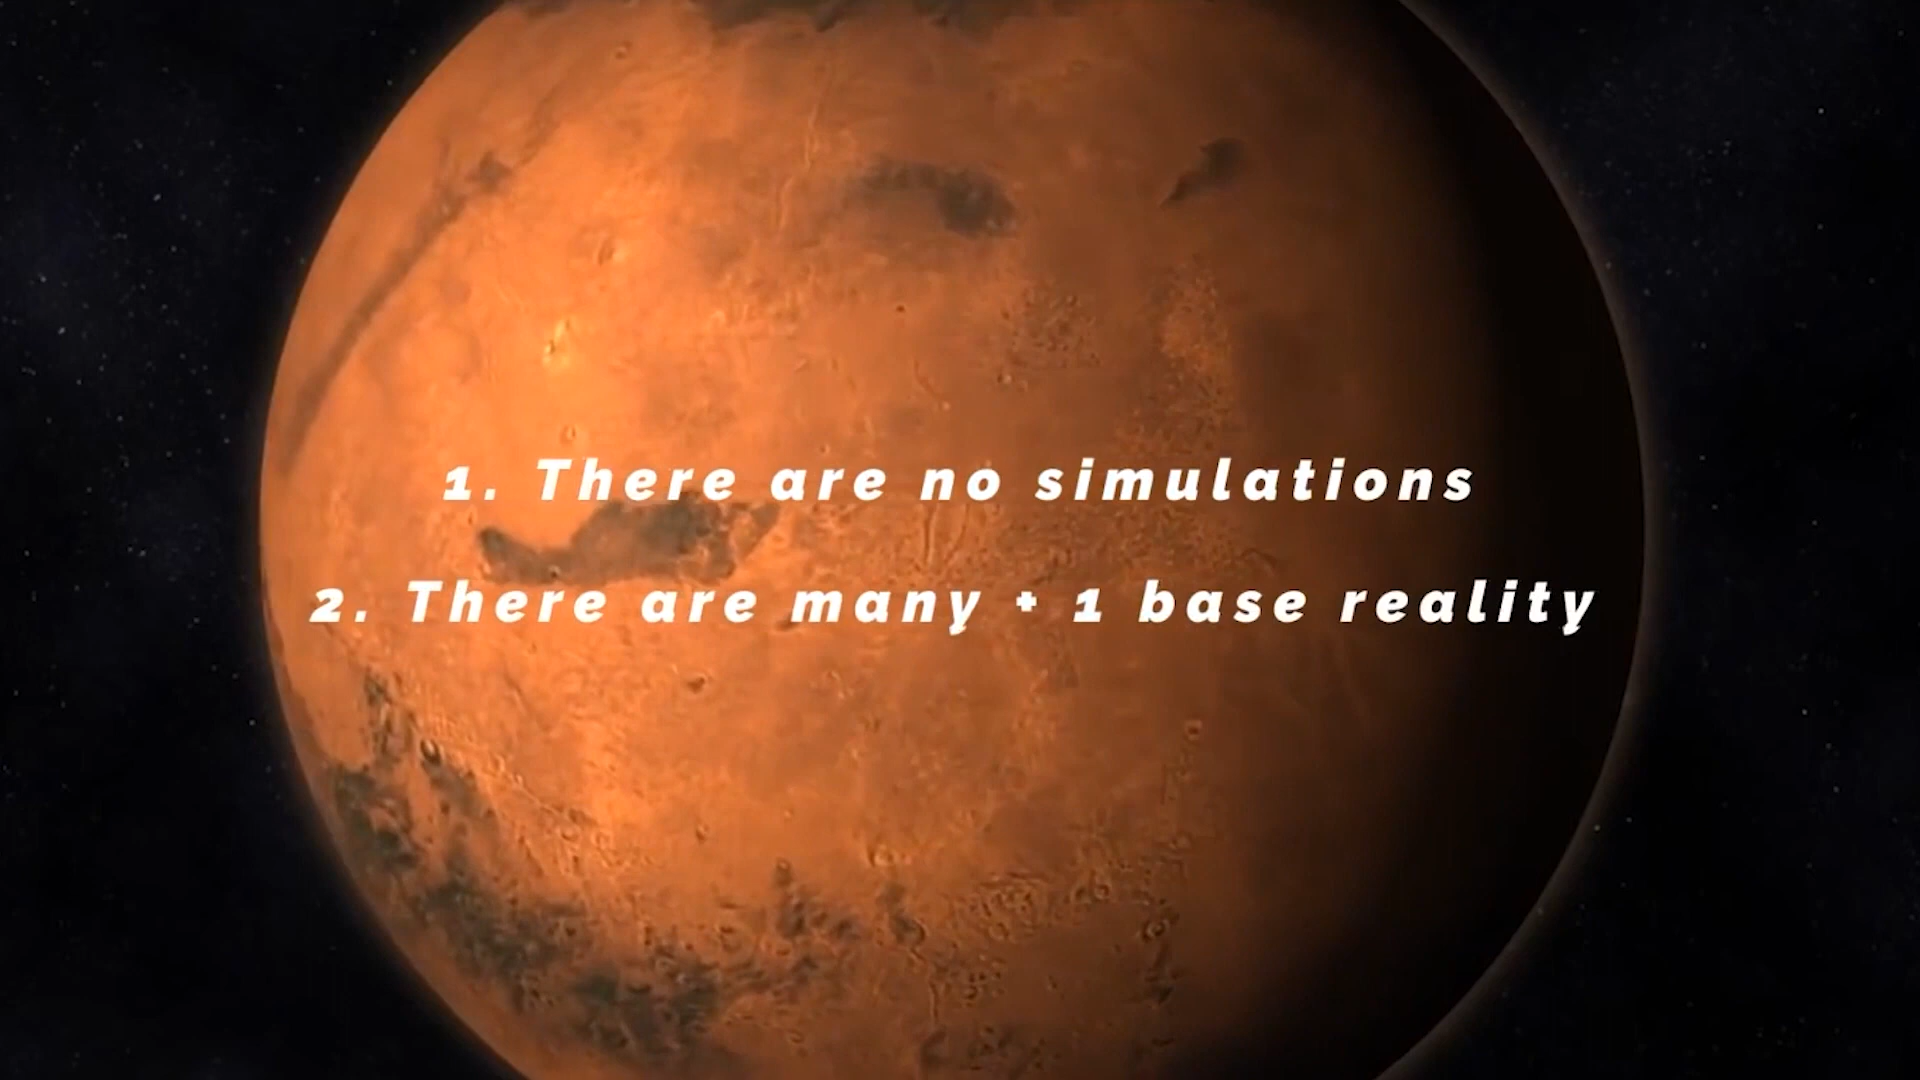 1. There are no simulations
2. There are many + 1 base reality